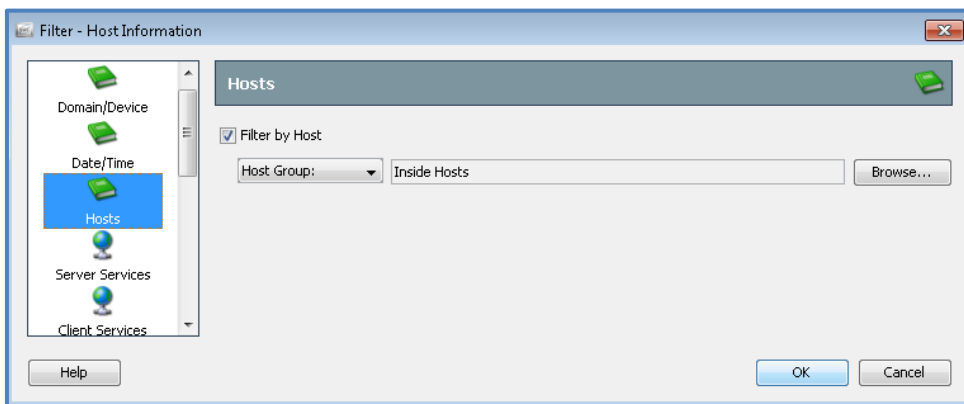 Filter - Host Information
Domain/Device
Date/Time
Hosts
Server Services
Client Services
Hosts
Filter by Host
Host Group: Inside Hosts Browse...
Help OK Cancel